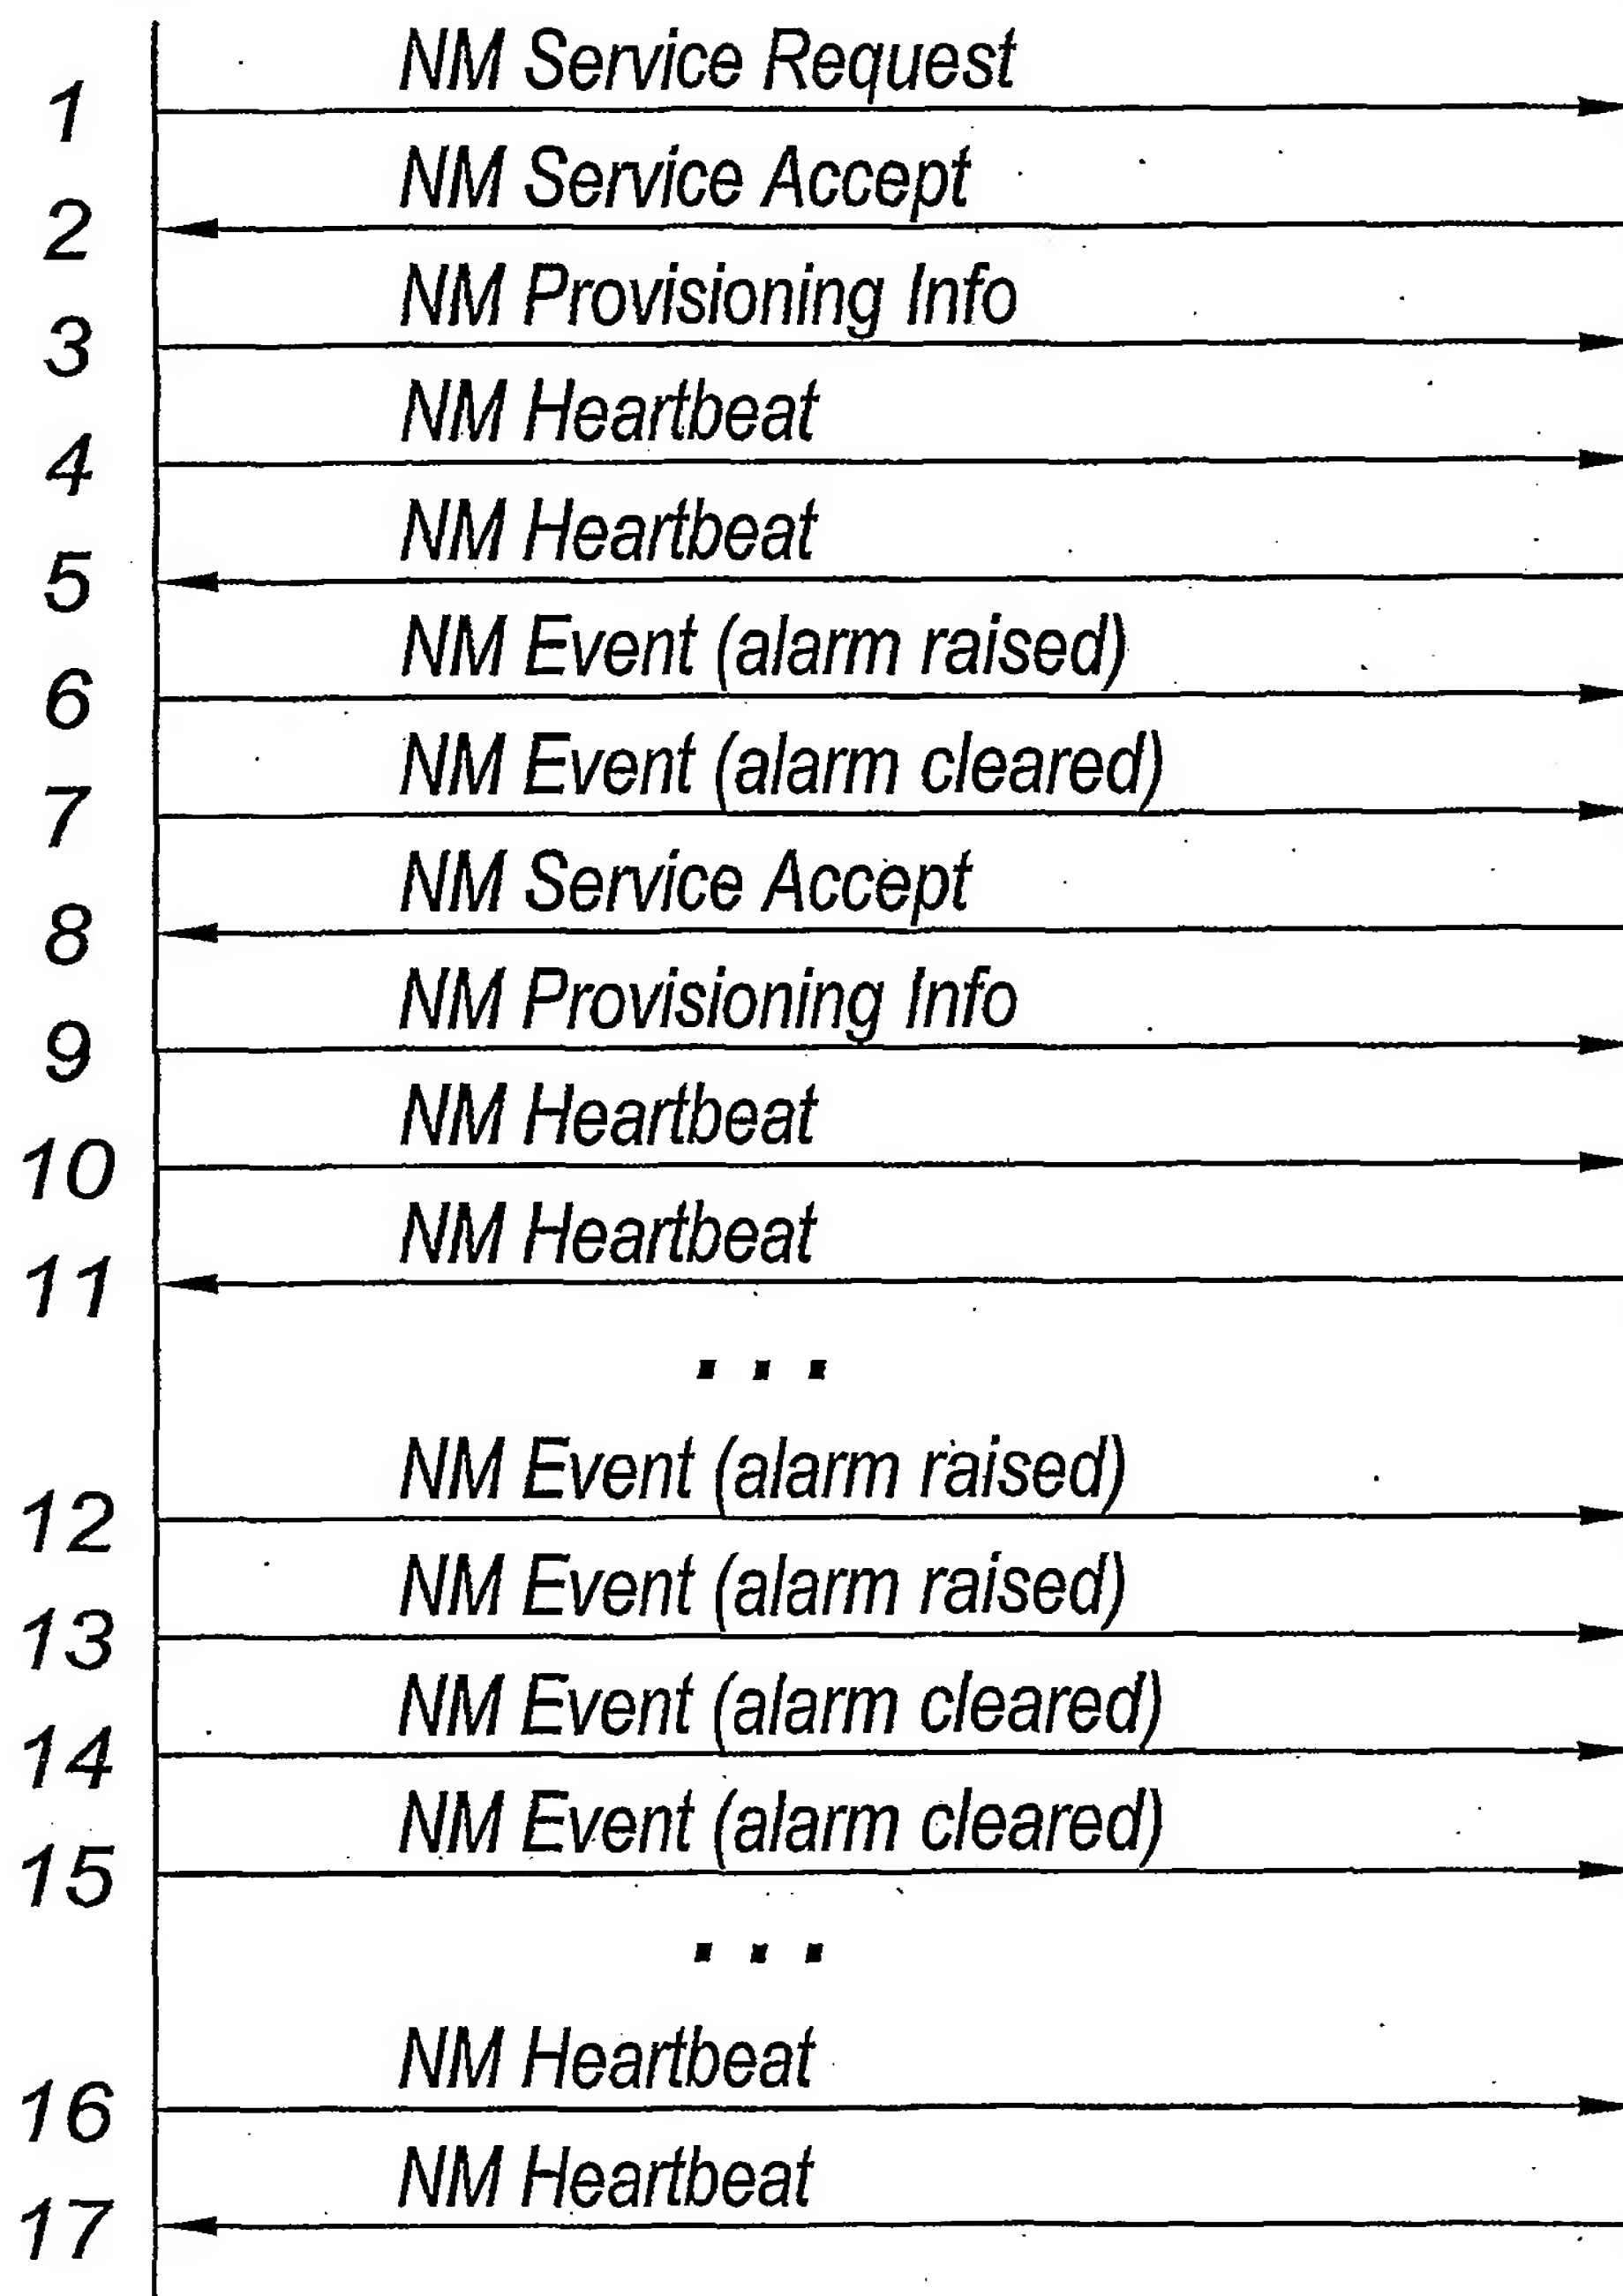 NM Service Request
1
NM Service Accept
2
NM Provisioning Info
3
NM Heartbeat
4
NM Heartbeat
5
NM Event (alarm raised)
6
NM Event (alarm cleared)
7
NM Service Accept
8
NM Provisioning Info
9
NM Heartbeat
10
NM Heartbeat
11
...
NM Event (alarm raised)
12
NM Event (alarm raised)
13
NM Event (alarm cleared)
14
NM Event (alarm cleared)
15
...
NM Heartbeat
16
NM Heartbeat
17